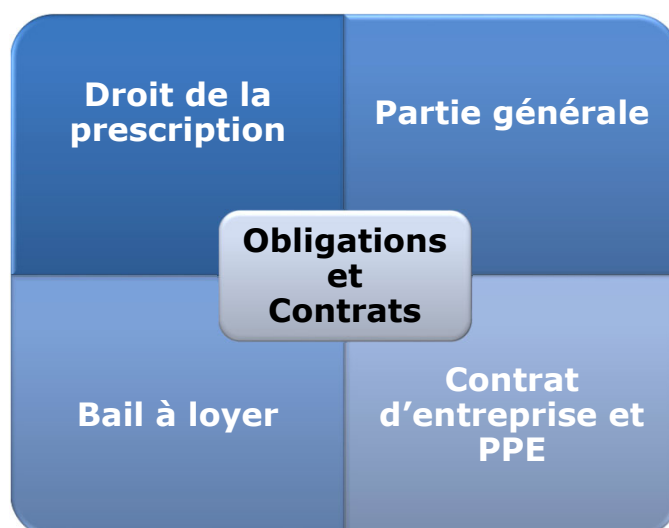 Droit de la
prescription
Partie générale
Obligations
et
Contrats
Bail à loyer
Contrat
d’entreprise et
PPE